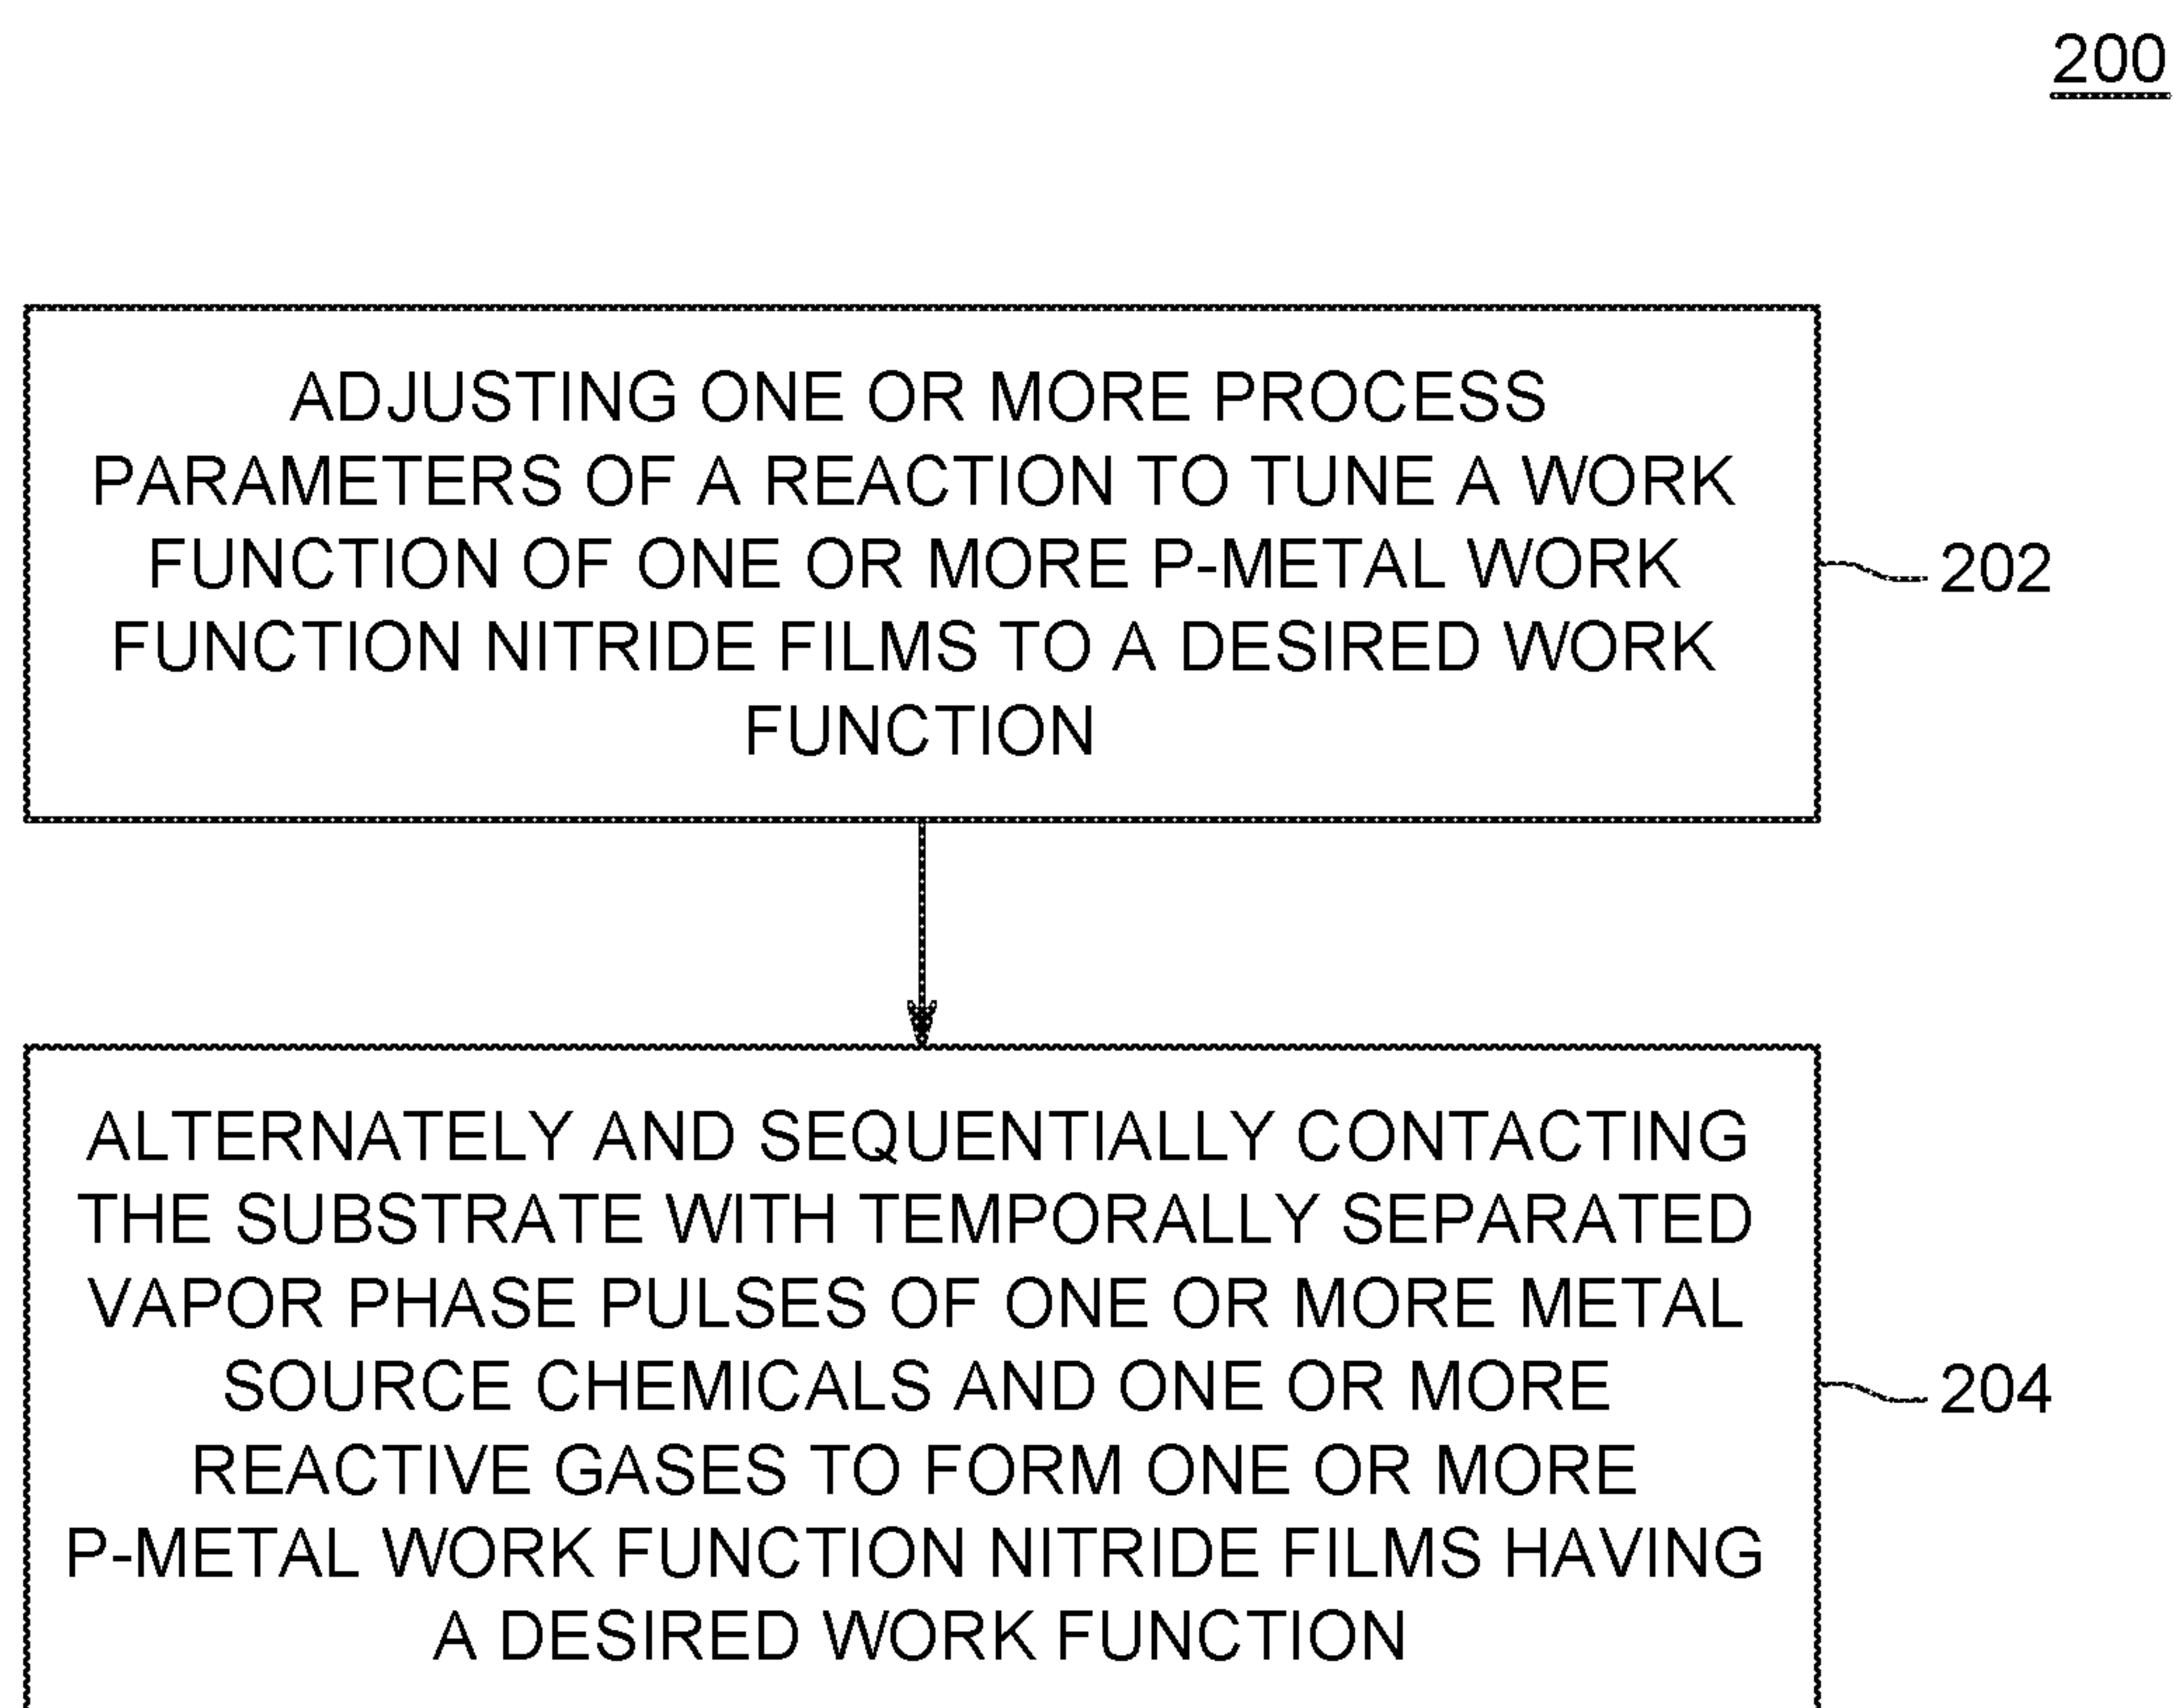 200
ADJUSTING ONE OR MORE PROCESS
PARAMETERS OF A REACTION TO TUNE A WORK
FUNCTION OF ONE OR MORE P-METAL WORK
FUNCTION NITRIDE FILMS TO A DESIRED WORK
FUNCTION
202
ALTERNATELY AND SEQUENTIALLY CONTACTING
THE SUBSTRATE WITH TEMPORALLY SEPARATED
VAPOR PHASE PULSES OF ONE OR MORE METAL
SOURCE CHEMICALS AND ONE OR MORE
REACTIVE GASES TO FORM ONE OR MORE
P-METAL WORK FUNCTION NITRIDE FILMS HAVING
A DESIRED WORK FUNCTION
204